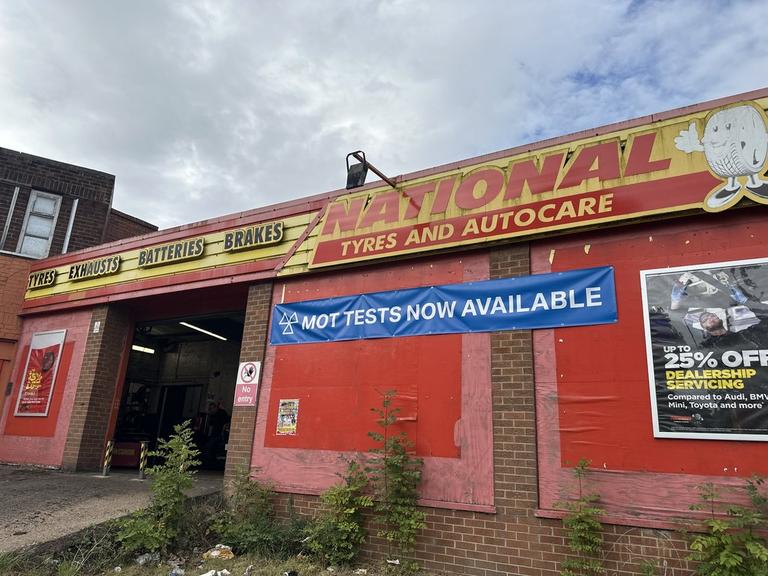 NATIONAL
TYRES AND AUTOCARE
TYRES EXHAUSTS BATTERIES BRAKES
MOT TESTS NOW AVAILABLE
No
entry
UP TO
25% OFF
DEALERSHIP
SERVICING
Compared to Audi, BMW
Mini, Toyota and more
25%